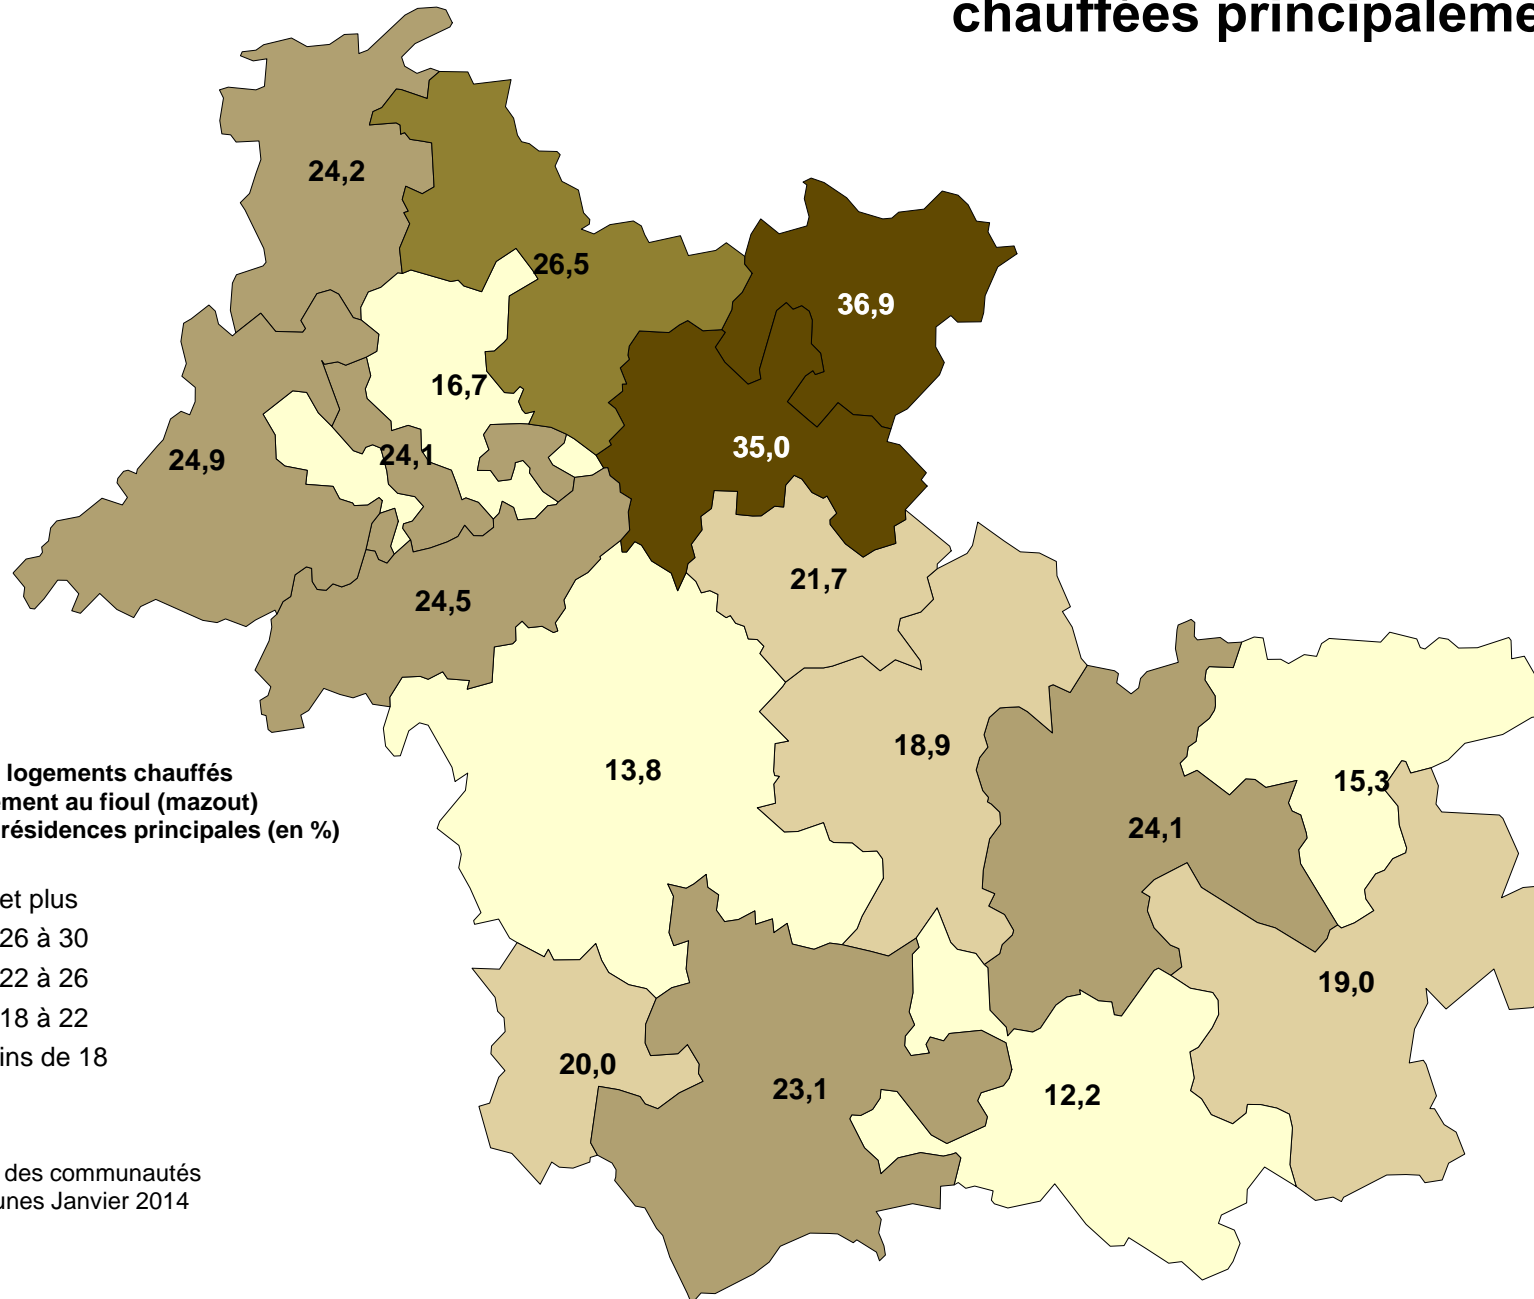 chauffées principaleme
24,2
26,5
36,9
16,7
35,0
24,9
24,1
21,7
24,5
18,9
13,8
15,3
24,1
19,0
20,0
23,1
12,2
logements chauffés
ement au fioul (mazout)
résidences principales (en %)
et plus
26 à 30
22 à 26
18 à 22
ins de 18
des communautés
unes Janvier 2014